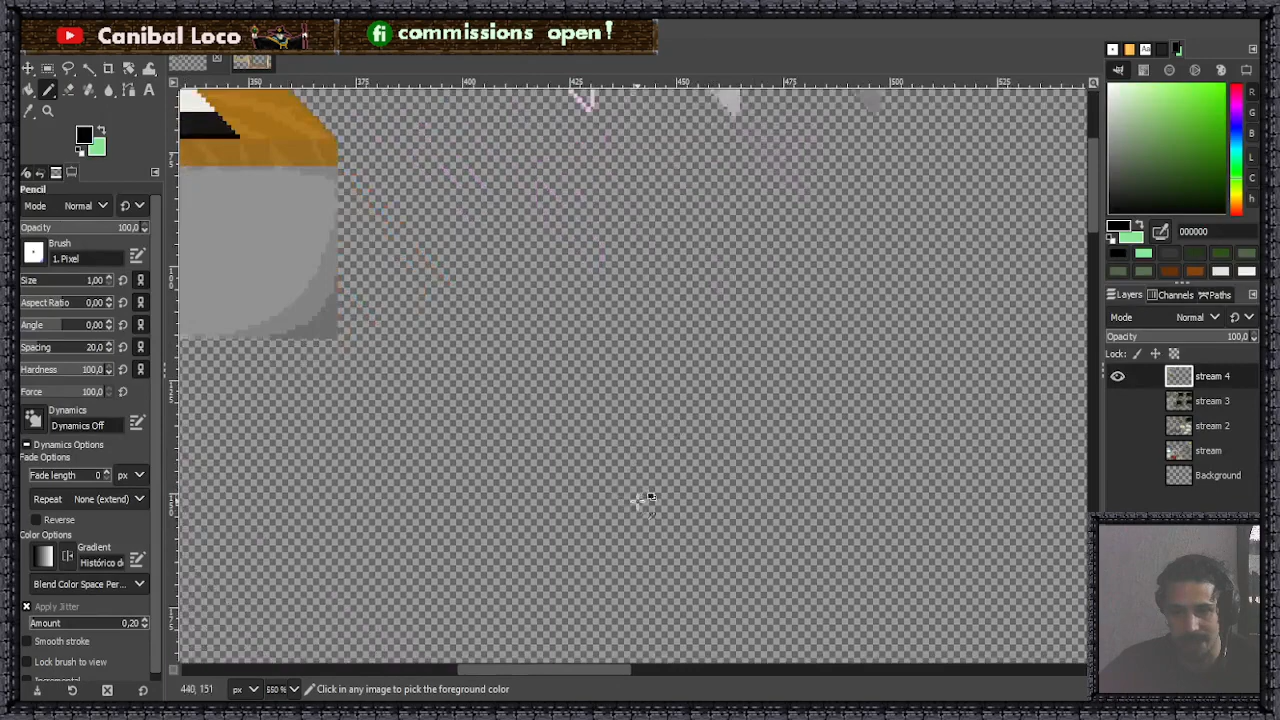 Canibal Loco
fi commissions open!
350 375 400 425 450 475 500 525
Pencil
Mode Normal
Opacity 100,0
Brush
1. Pixel
Size 1,00
Aspect Ratio 0,00
Angle 0,00
Spacing 20,0
Hardness 100,0
Force 100,0
Dynamics
Dynamics Off
Dynamics Options
Fade Options
Fade length 0 px
Repeat None (extend)
Reverse
Color Options
Gradient
Histórico d
Blend Color Space Per...
Apply Jitter
Amount 0,20
Smooth stroke
Lock brush to view
Incremental
440, 151 px 550 % Click in any image to pick the foreground color
Aa
R
G
B
L
C
h
000000
Layers Channels Paths
Mode Normal
Opacity 100,0
Lock:
stream 4
stream 3
stream 2
stream
Background